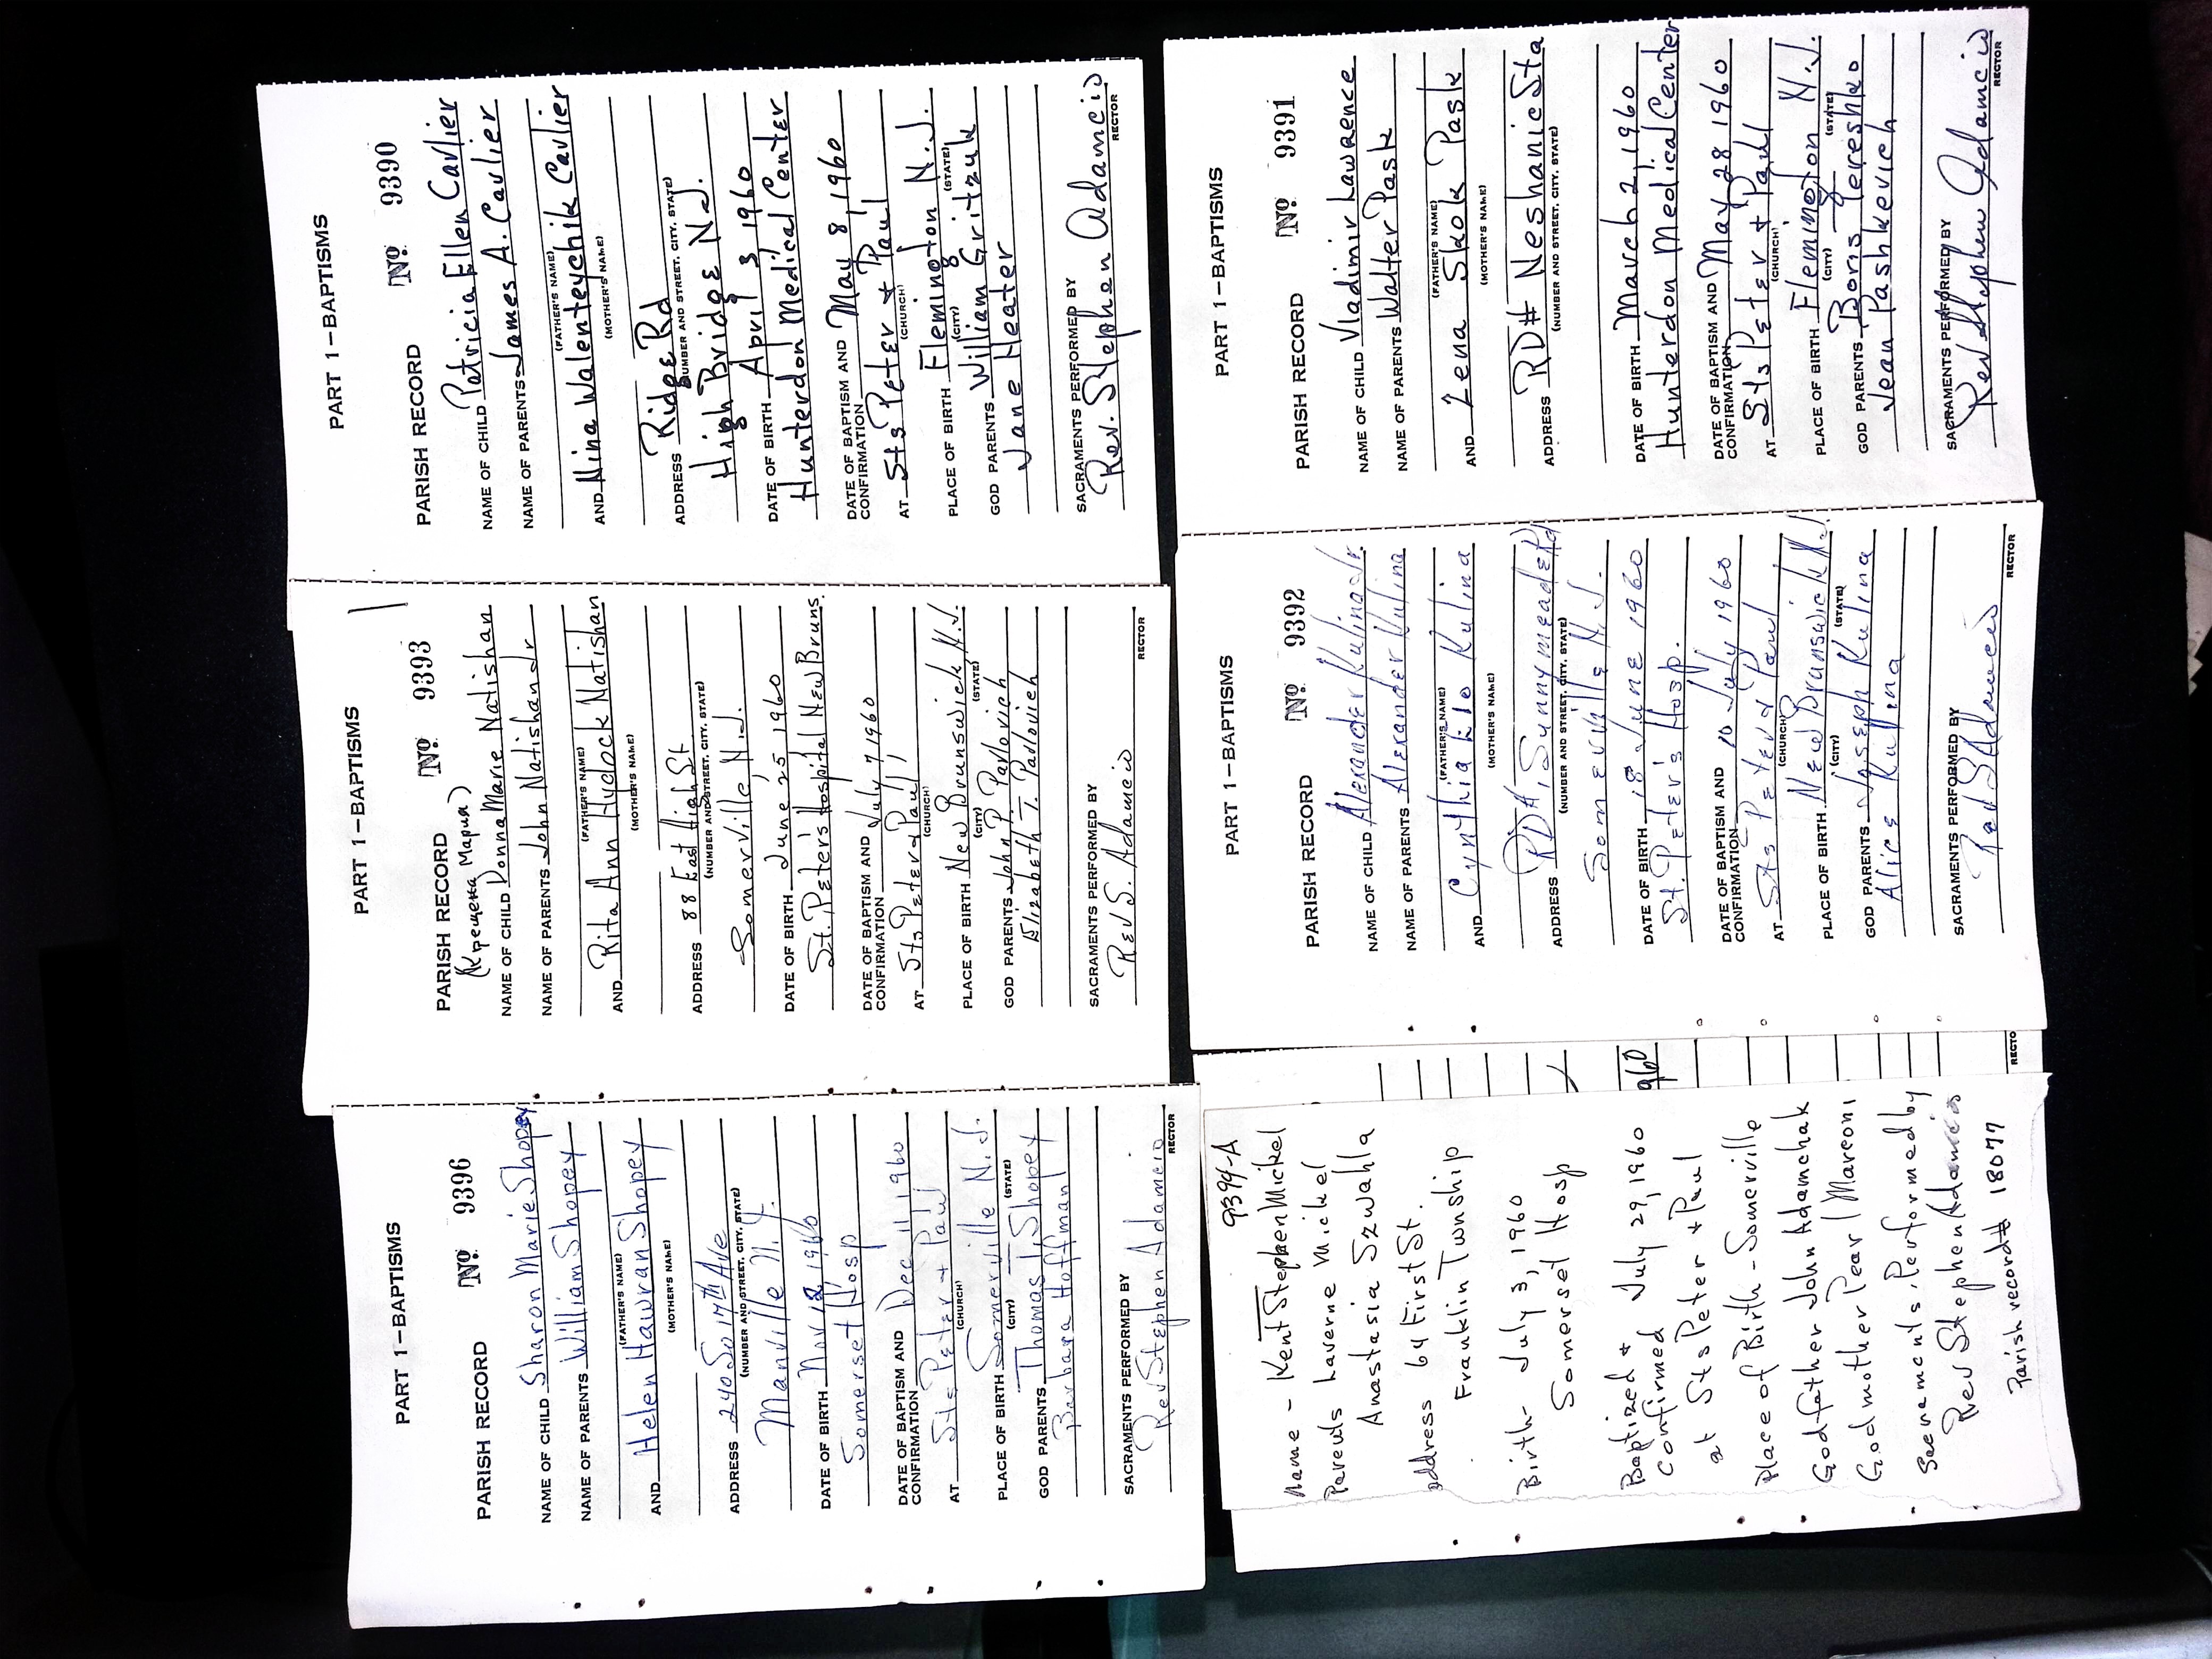 PART 1—BAPTISMS
PARISH RECORD Nº 9396
NAME OF CHILD Sharon Marie Shopey
NAME OF PARENTS William Shopey
(FATHER'S NAME)
AND Helen Hawran Shopey
(MOTHER'S NAME)
ADDRESS 240 So 17th Ave
(NUMBER AND STREET, CITY, STATE)
Manville N.J.
DATE OF BIRTH Nov 12, 1960
Somerset Hosp
DATE OF BAPTISM AND
CONFIRMATION Dec 11, 1960
AT Sts Peter + Paul
(CHURCH)
PLACE OF BIRTH Somerville N.J.
(CITY) (STATE)
GOD PARENTS Thomas T. Shopey
Barbara Hoffman
SACRAMENTS PERFORMED BY
Rev Stephen Adamcio
RECTOR
PART 1—BAPTISMS
PARISH RECORD Nº 9393
(Крещена Мария)
NAME OF CHILD Donna Marie Natishan
NAME OF PARENTS John Natishan Jr
(FATHER'S NAME)
AND Rita Ann Hydock Natishan
(MOTHER'S NAME)
ADDRESS 88 East High St.
(NUMBER AND STREET, CITY, STATE)
Somerville, N.J.
DATE OF BIRTH June 25, 1960
St. Peter's Hospital New Bruns.
DATE OF BAPTISM AND
CONFIRMATION July 7, 1960
AT Sts Peter & Paul
(CHURCH)
PLACE OF BIRTH New Brunswick, N.J.
(CITY) (STATE)
GOD PARENTS John P. Pavlovich
Elizabeth T. Pavlovich
SACRAMENTS PERFORMED BY
Rev S. Adamcio
RECTOR
PART 1—BAPTISMS
PARISH RECORD Nº 9390
NAME OF CHILD Patricia Ellen Cavlier
NAME OF PARENTS James A. Cavlier
(FATHER'S NAME)
AND Nina Walenteychik Cavlier
(MOTHER'S NAME)
ADDRESS Ridge Rd
NUMBER AND STREET, CITY, STATE)
High Bridge N.J.
DATE OF BIRTH April 3, 1960
Hunterdon Medical Center
DATE OF BAPTISM AND
CONFIRMATION May 8, 1960
AT Sts Peter + Paul
(CHURCH)
PLACE OF BIRTH Flemington N.J.
(CITY) (STATE)
GOD PARENTS William Gritzuk
Jane Heater
SACRAMENTS PERFORMED BY
Rev. Stephen Adamcio
RECTOR
9394-A
Name - Kent Stephen Mickel
Parents Laverne Mickel
Anastasia Szwahla
address 64 First St.
Franklin Twnship
Birth- July 3, 1960
Somerset Hosp
Baptized +
Confirmed July 29, 1960
at Sts Peter + Paul
Place of Birth - Somerville
Godfather John Adamchak
Godmother Pearl Marconi
Sacraments Performed by
Rev Stephen Adamcio
Parish record # 18077
960
RECTO
PART 1—BAPTISMS
PARISH RECORD Nº 9392
NAME OF CHILD Alexander Kulina Jr.
NAME OF PARENTS Alexander Kulina
(FATHER'S NAME)
AND Cynthia Klo Kulina
(MOTHER'S NAME)
ADDRESS RD#1 Sunnymeade Rd
(NUMBER AND STREET, CITY, STATE)
Somerville N.J.
DATE OF BIRTH 18 June 1960
St. Peter's Hosp.
DATE OF BAPTISM AND
CONFIRMATION 10 July 1960
AT Sts Peter & Paul
(CHURCH)
PLACE OF BIRTH New Brunswick N.J.
(CITY) (STATE)
GOD PARENTS Joseph Kulina
Alice Kulina
SACRAMENTS PERFORMED BY
Rev S Adamcio
RECTOR
PART 1—BAPTISMS
PARISH RECORD Nº 9391
NAME OF CHILD Vladimir Lawrence
NAME OF PARENTS Walter Pask
(FATHER'S NAME)
AND Zena Skok Pask
(MOTHER'S NAME)
ADDRESS RD# Neshanic Sta
(NUMBER AND STREET, CITY, STATE)
DATE OF BIRTH March 2, 1960
Hunterdon Medical Center
DATE OF BAPTISM AND
CONFIRMATION May 28, 1960
AT Sts Peter + Paul
(CHURCH)
PLACE OF BIRTH Flemington N.J.
(CITY) (STATE)
GOD PARENTS Boris Tereshko
Jean Pashkevich
SACRAMENTS PERFORMED BY
Rev Stephen Adamcio
RECTOR